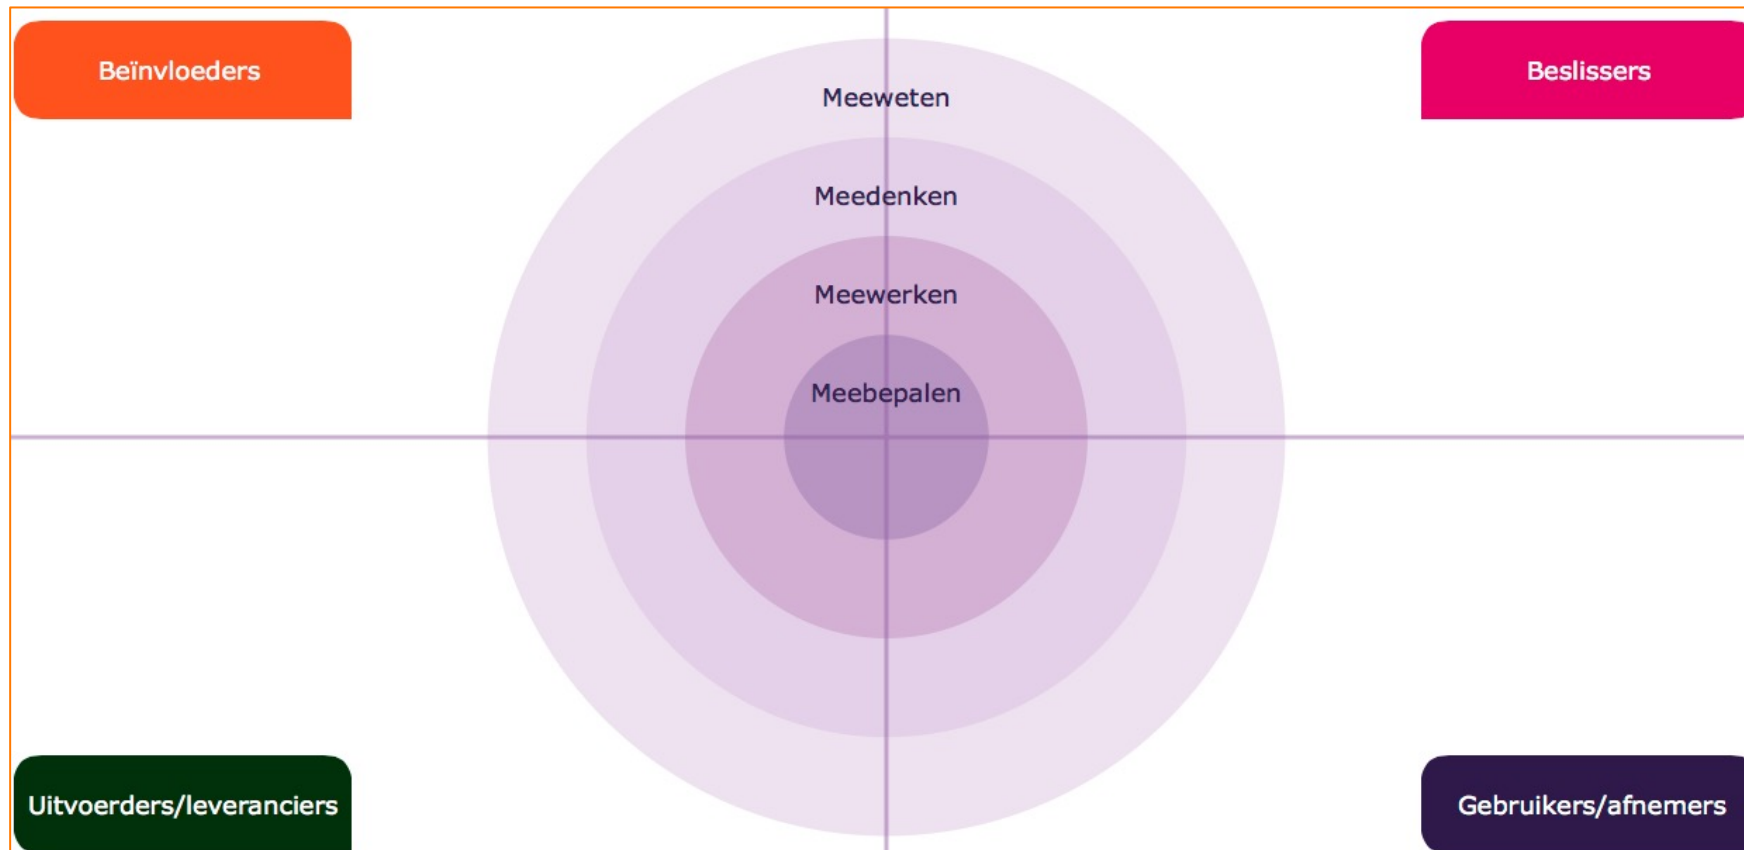 Beïnvloeders
Beslissers
Meeweten
Meedenken
Meewerken
Meebepalen
Uitvoerders/leveranciers
Gebruikers/afnemers